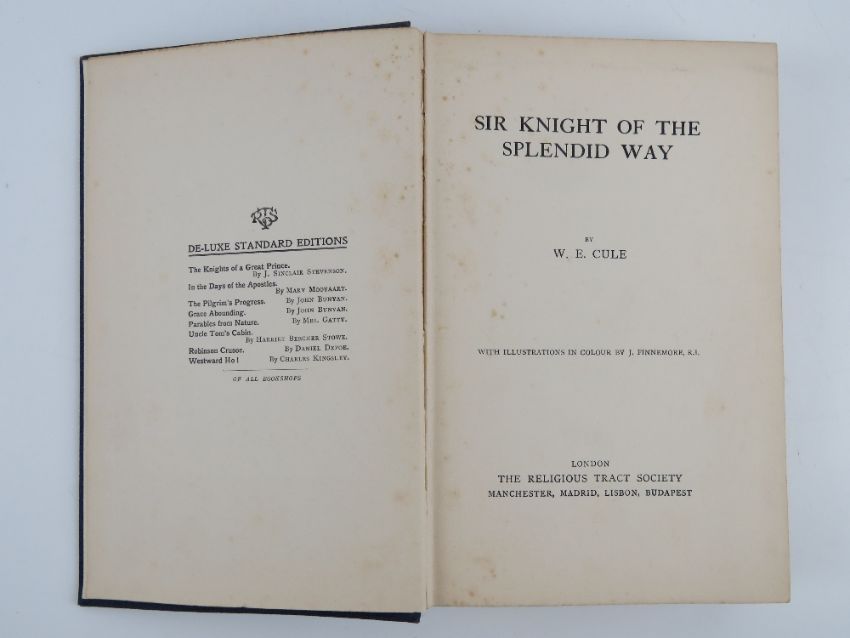 RTS
DE-LUXE STANDARD EDITIONS
The Knights of a Great Prince.
By J. SINCLAIR STEVENSON.
In the Days of the Apostles.
By MARY MOOYAART.
The Pilgrim's Progress. By JOHN BUNYAN.
Grace Abounding. By JOHN BUNYAN.
Parables from Nature. By MRS. GATTY.
Uncle Tom's Cabin.
By HARRIET BEECHER STOWE.
Robinson Crusoe. By DANIEL DEFOE.
Westward Ho! By CHARLES KINGSLEY.
OF ALL BOOKSHOPS
SIR KNIGHT OF THE
SPLENDID WAY
BY
W. E. CULE
WITH ILLUSTRATIONS IN COLOUR BY J. FINNEMORE, R.I.
LONDON
THE RELIGIOUS TRACT SOCIETY
MANCHESTER, MADRID, LISBON, BUDAPEST